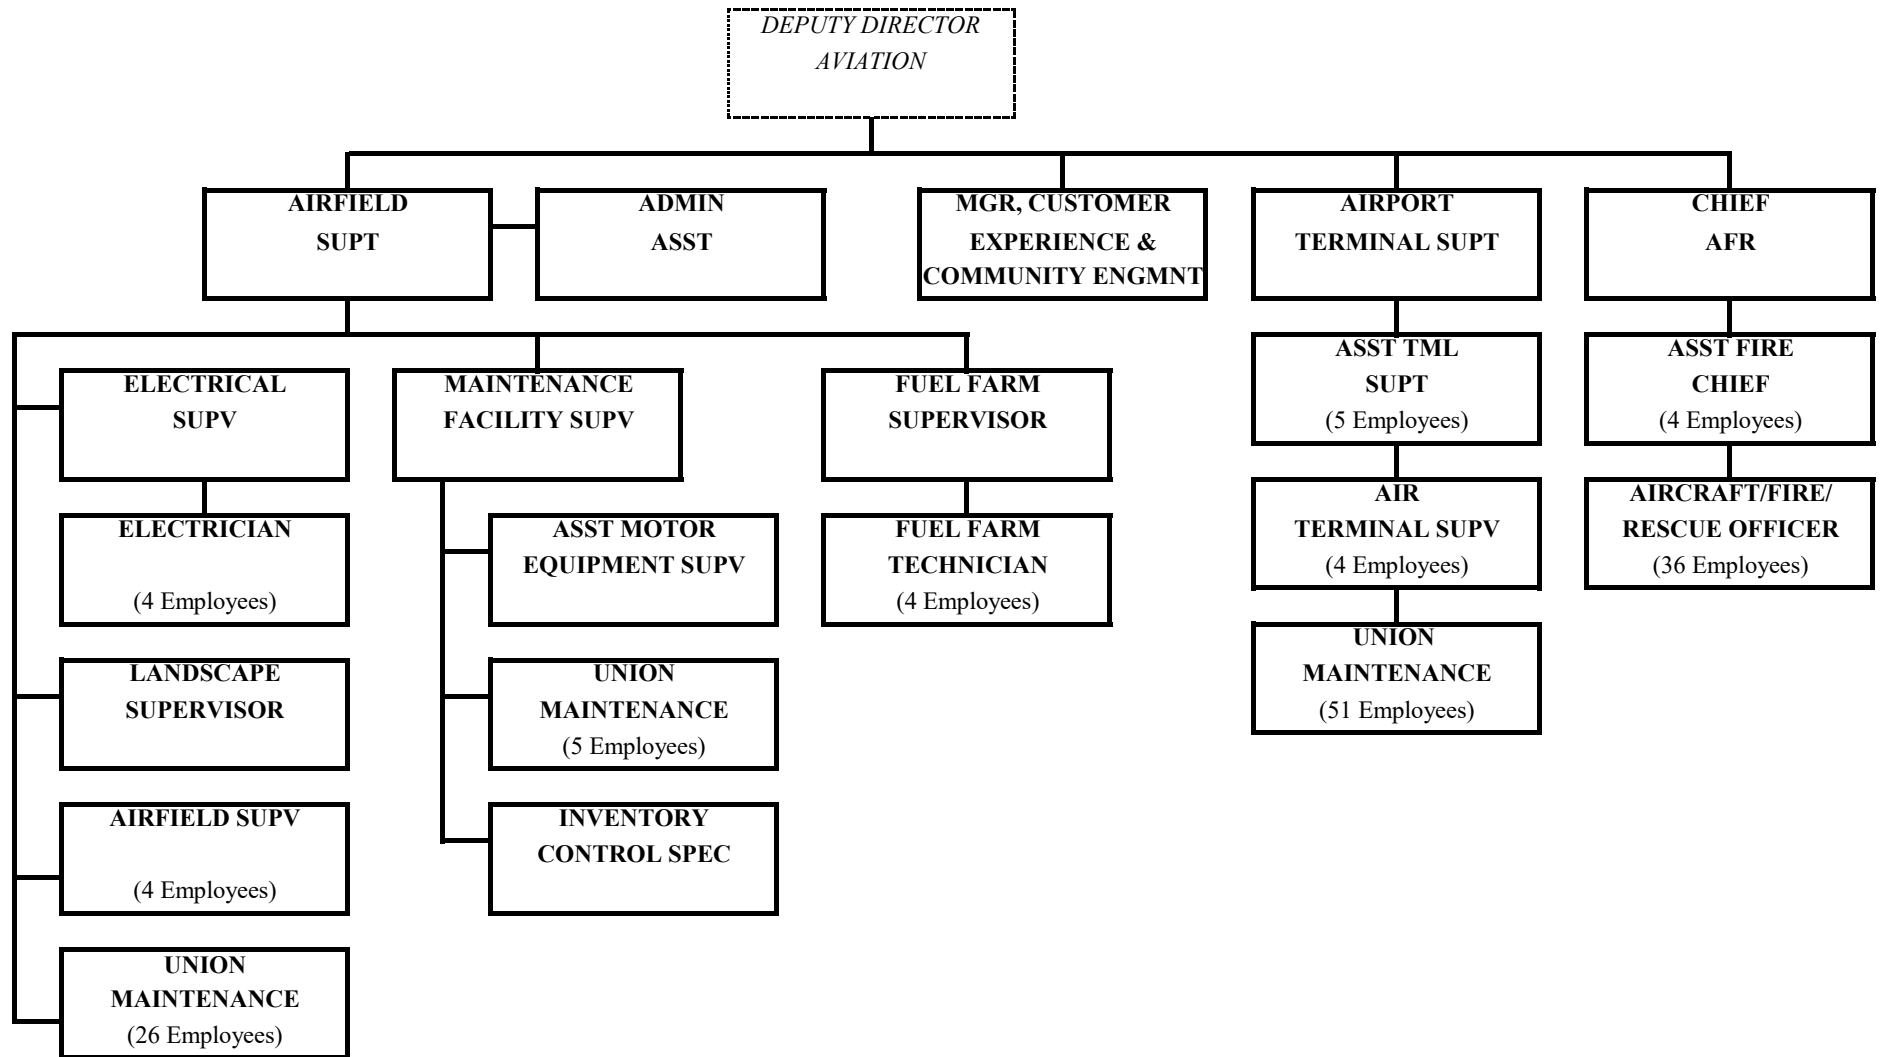 DEPUTY DIRECTOR
AVIATION
AIRFIELD
SUPT
ADMIN
ASST
MGR, CUSTOMER
EXPERIENCE &
COMMUNITY ENGMNT
AIRPORT
TERMINAL SUPT
CHIEF
AFR
ELECTRICAL
SUPV
MAINTENANCE
FACILITY SUPV
FUEL FARM
SUPERVISOR
ASST TML
SUPT
(5 Employees)
ASST FIRE
CHIEF
(4 Employees)
ELECTRICIAN
(4 Employees)
ASST MOTOR
EQUIPMENT SUPV
FUEL FARM
TECHNICIAN
(4 Employees)
AIR
TERMINAL SUPV
(4 Employees)
AIRCRAFT/FIRE/
RESCUE OFFICER
(36 Employees)
LANDSCAPE
SUPERVISOR
UNION
MAINTENANCE
(5 Employees)
UNION
MAINTENANCE
(51 Employees)
AIRFIELD SUPV
(4 Employees)
INVENTORY
CONTROL SPEC
UNION
MAINTENANCE
(26 Employees)